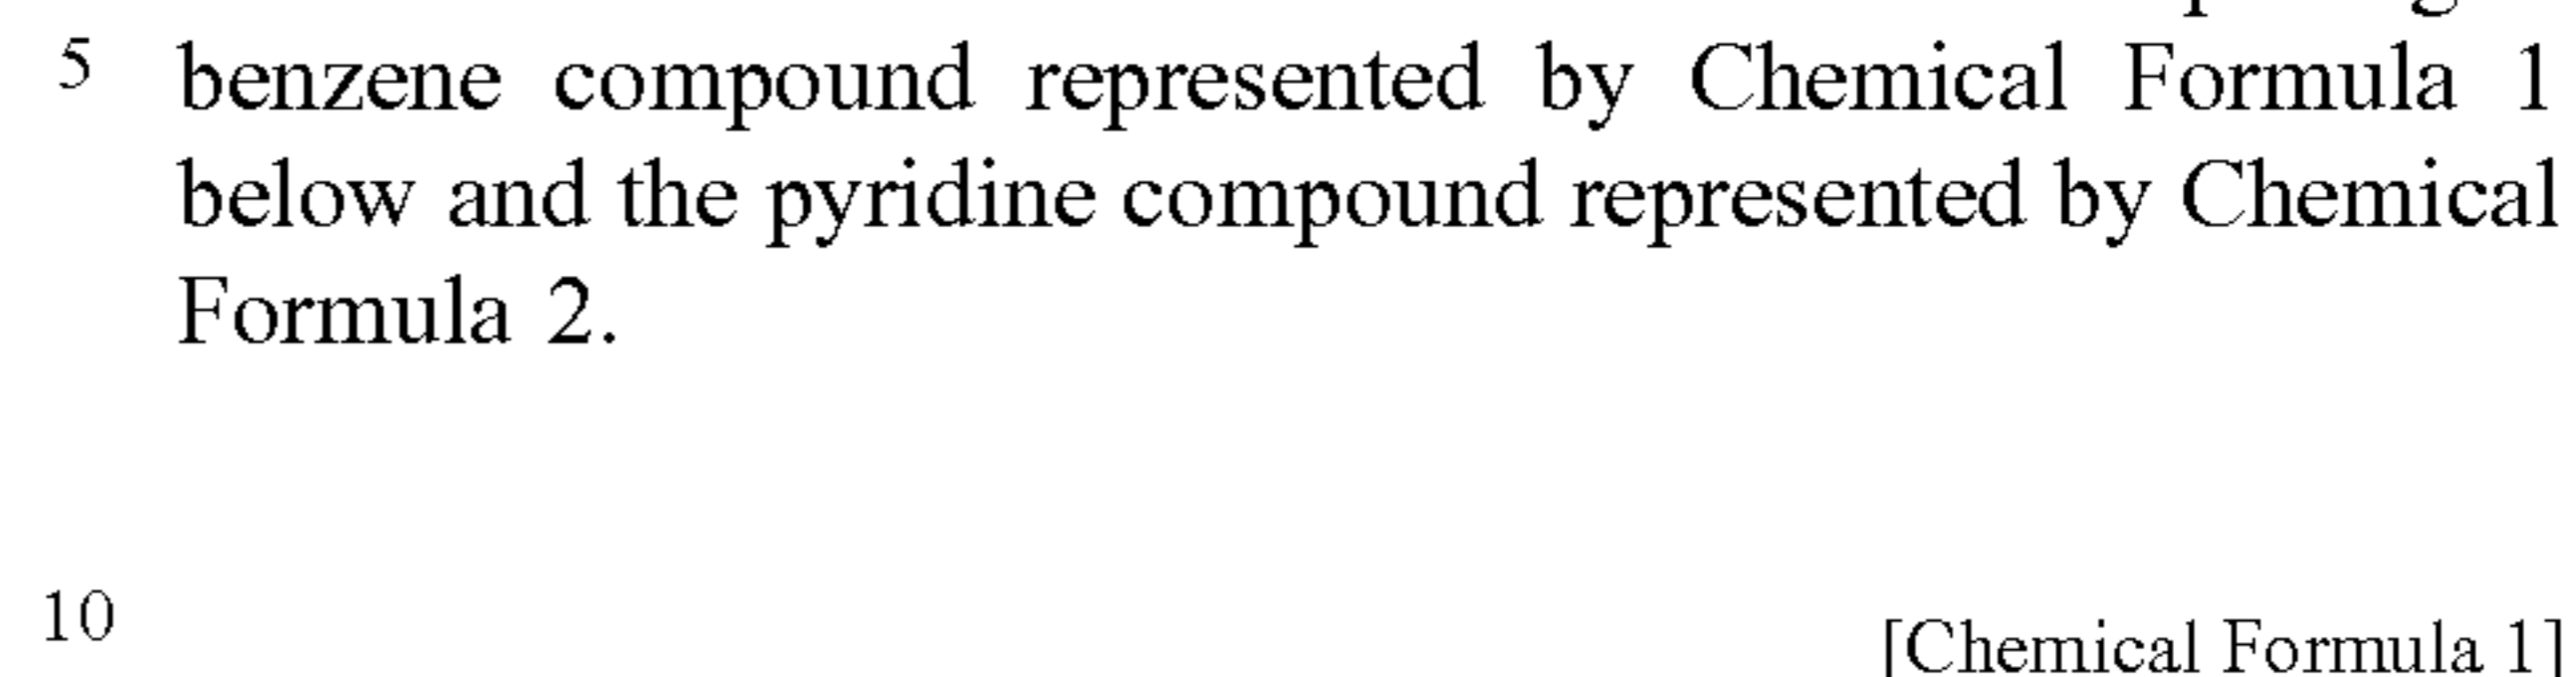 5 benzene compound represented by Chemical Formula 1
below and the pyridine compound represented by Chemical
Formula 2.
10 [Chemical Formula 1]